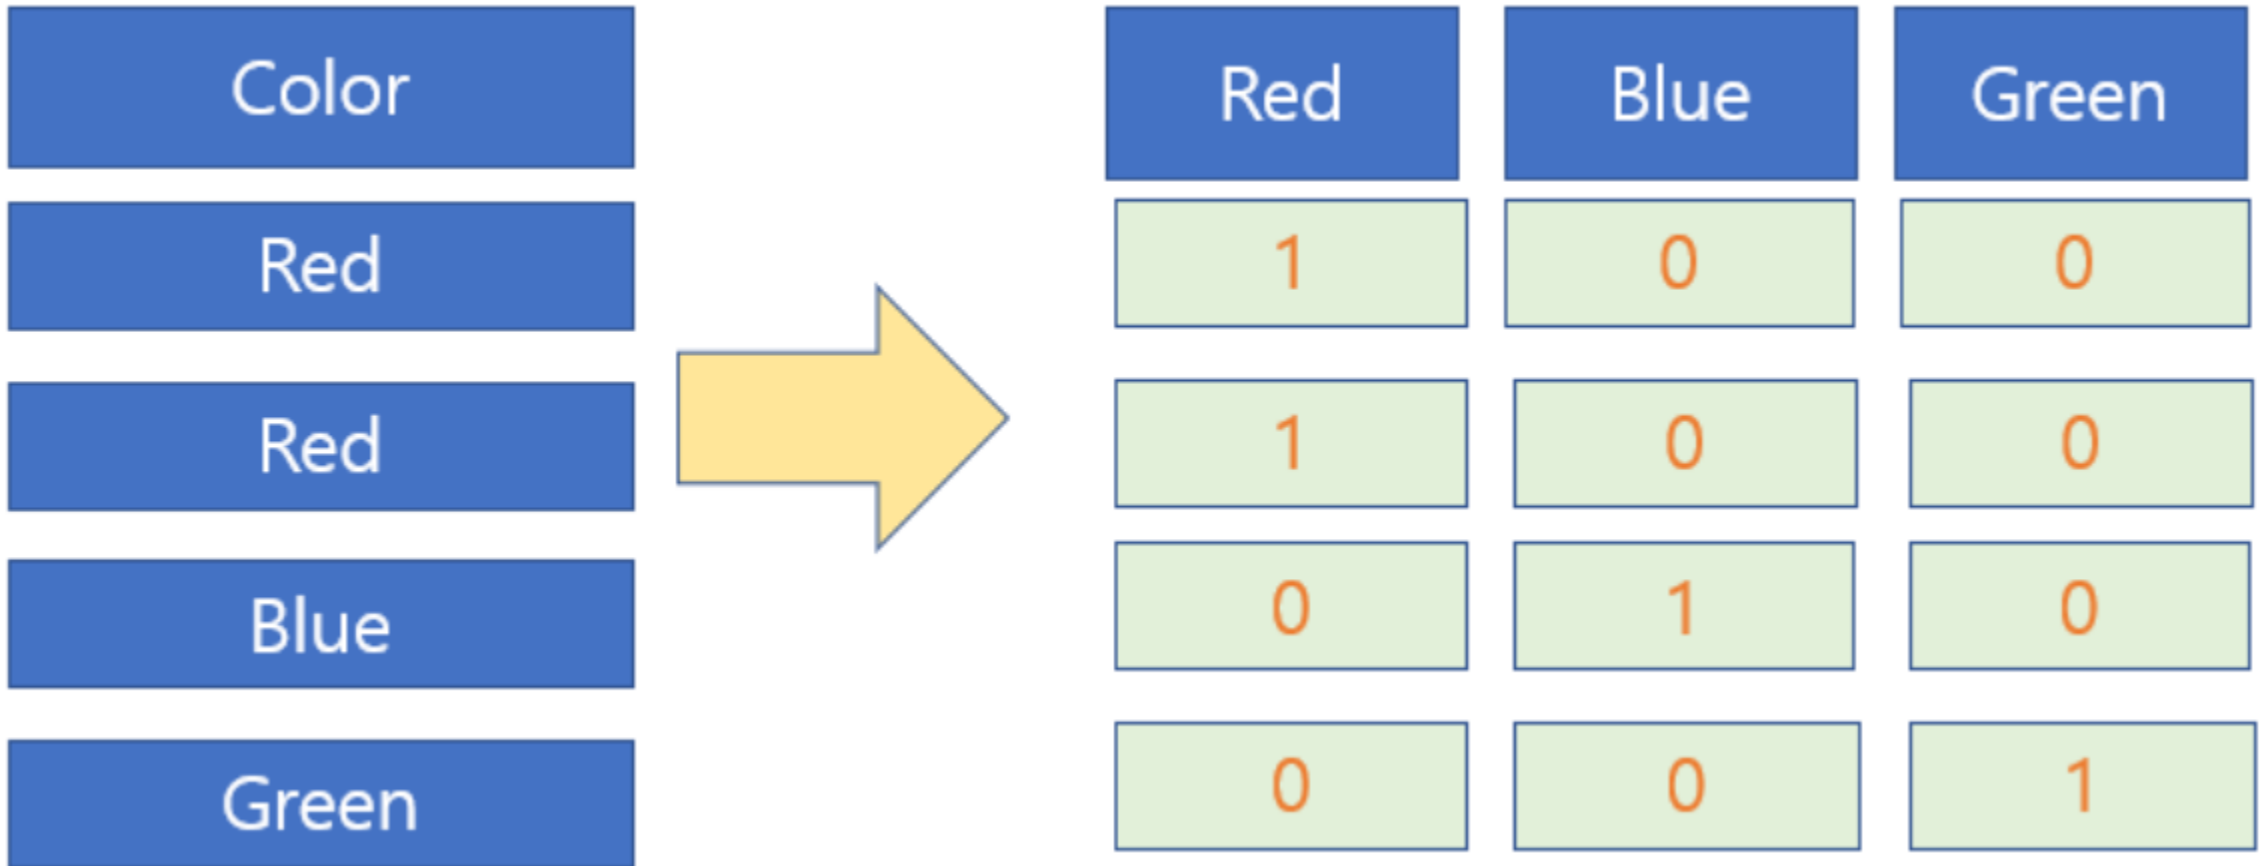 Color
Red
Red
Blue
Green
Red Blue Green
1 0 0
1 0 0
0 1 0
0 0 1